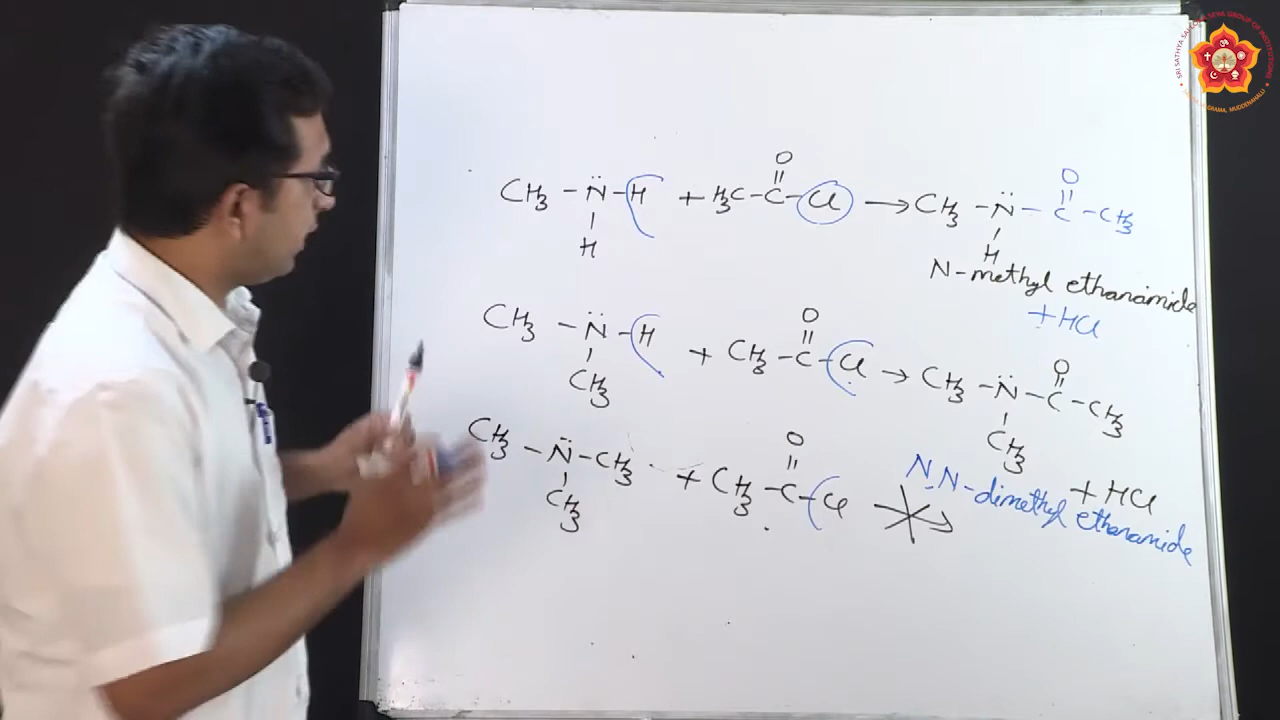 O
CH3 – N̈ – H + H3C – C – Cl → CH3 – N̈ – C – CH3
H
O
H
N-methyl ethanamide
+ HCl
O
CH3 – N̈ – H + CH3 – C – Cl → CH3 – N̈ – C – CH3
CH3
O
CH3
+ HCl
N,N-dimethyl ethanamide
O
CH3 – N̈ – CH3 + CH3 – C – Cl
CH3